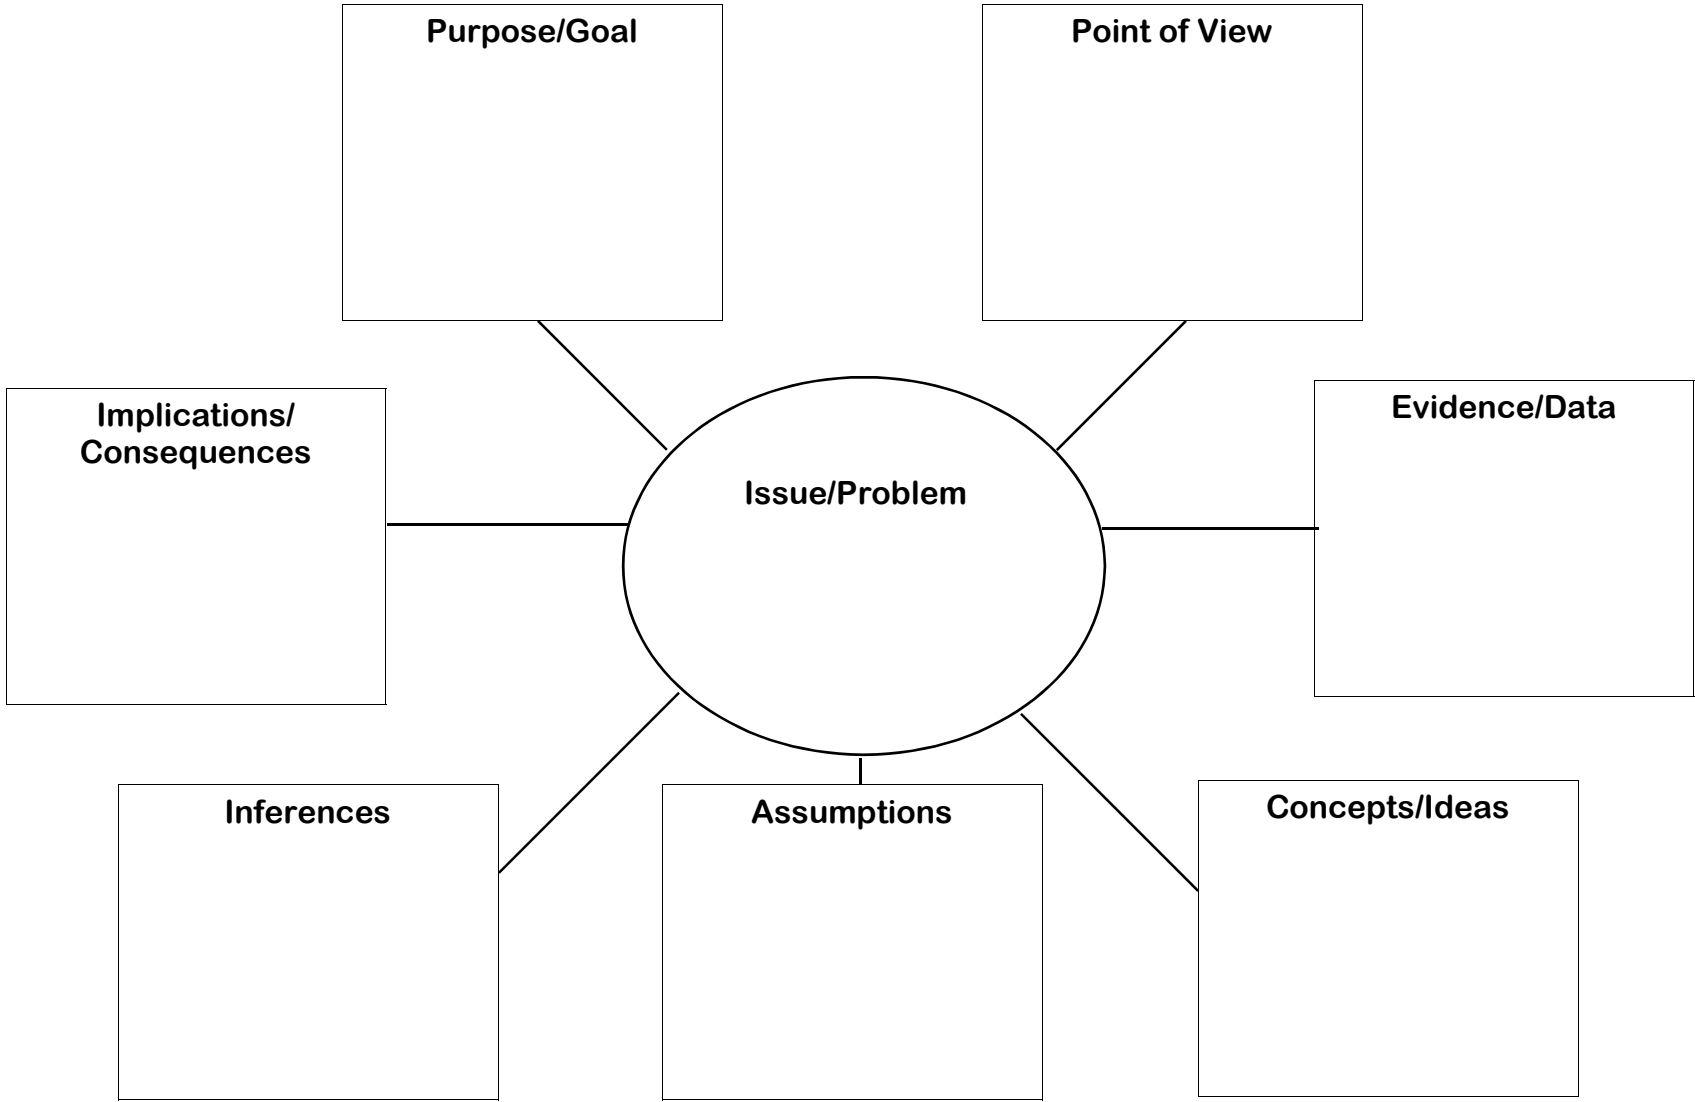 Purpose/Goal
Point of View
Implications/
Consequences
Evidence/Data
Issue/Problem
Inferences
Assumptions
Concepts/Ideas